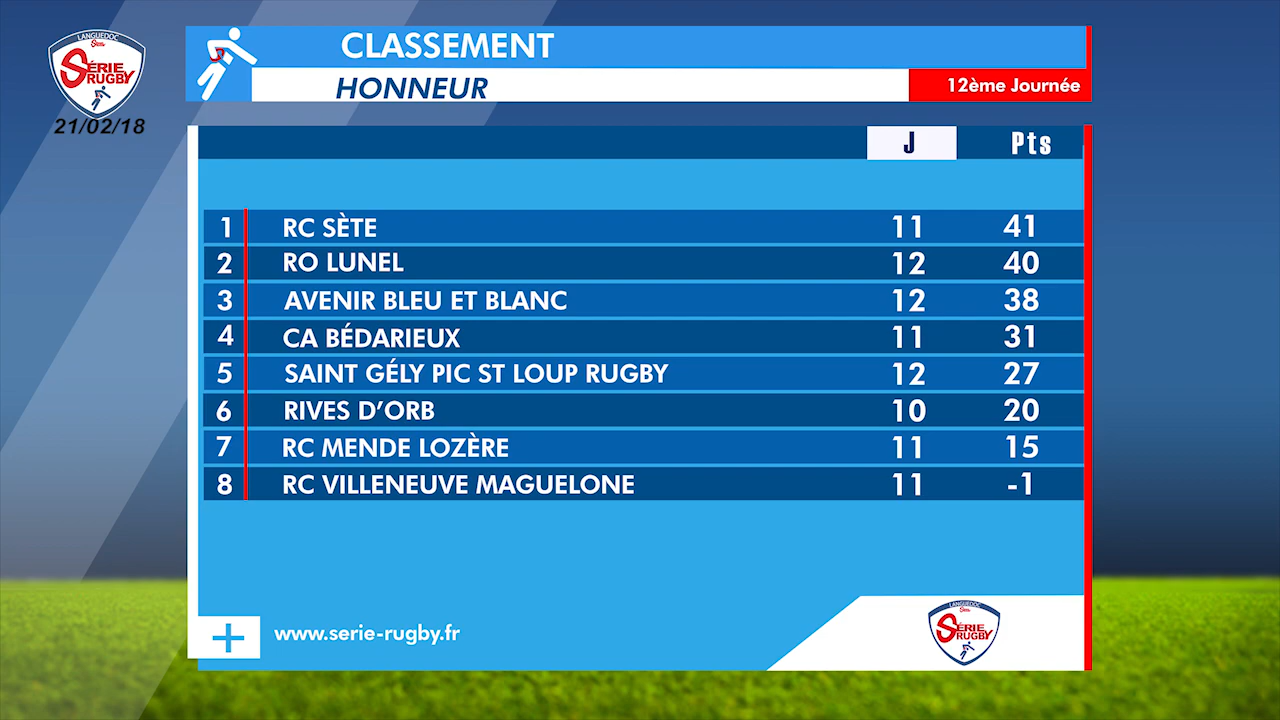 LANGUEDOC
SÉRIE
RUGBY
21/02/18
CLASSEMENT
HONNEUR
12ème Journée
J Pts
1 RC SÈTE 11 41
2 RO LUNEL 12 40
3 AVENIR BLEU ET BLANC 12 38
4 CA BÉDARIEUX 11 31
5 SAINT GÉLY PIC ST LOUP RUGBY 12 27
6 RIVES D’ORB 10 20
7 RC MENDE LOZÈRE 11 15
8 RC VILLENEUVE MAGUELONE 11 -1
+ www.serie-rugby.fr
LANGUEDOC
SÉRIE
RUGBY